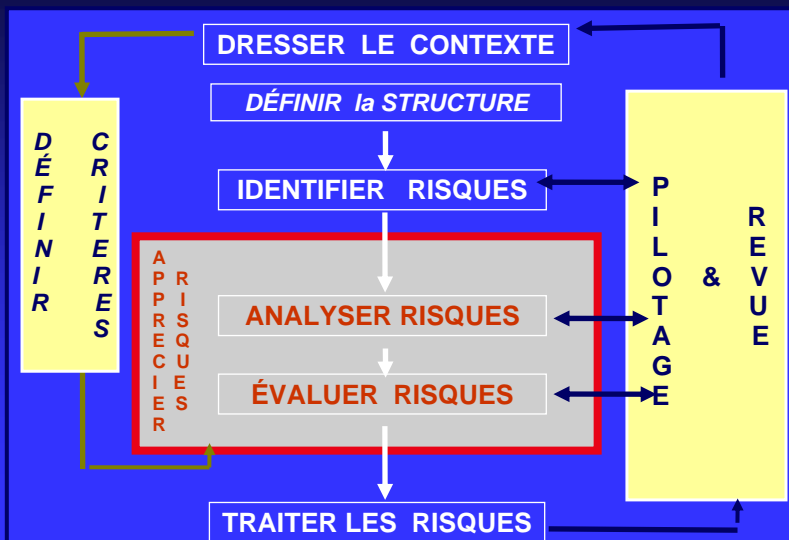 DRESSER LE CONTEXTE
DÉFINIR la STRUCTURE
DÉFINIR
CRITERES
IDENTIFIER RISQUES
PILOTAGE
&
REVUE
APPRECIER
RISQUES
ANALYSER RISQUES
ÉVALUER RISQUES
TRAITER LES RISQUES